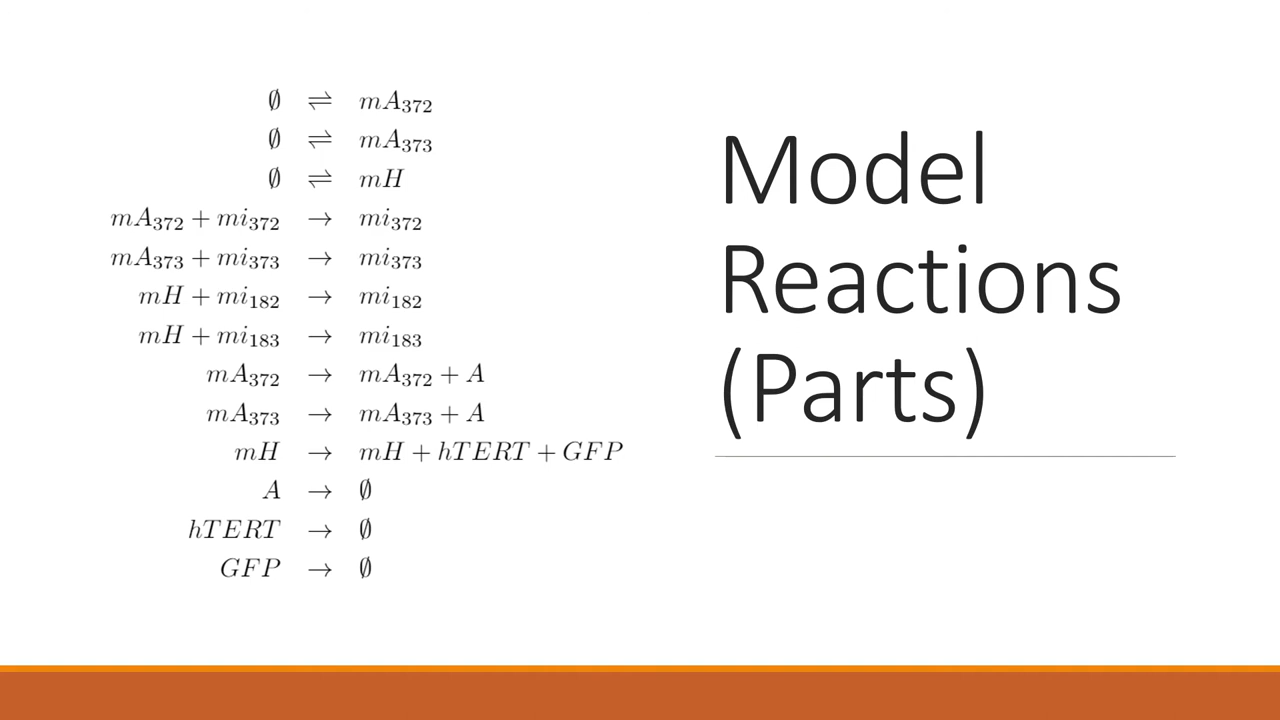 ∅ ⇌ mA₃₇₂
∅ ⇌ mA₃₇₃
∅ ⇌ mH
mA₃₇₂ + mi₃₇₂ → mi₃₇₂
mA₃₇₃ + mi₃₇₃ → mi₃₇₃
mH + mi₁₈₂ → mi₁₈₂
mH + mi₁₈₃ → mi₁₈₃
mA₃₇₂ → mA₃₇₂ + A
mA₃₇₃ → mA₃₇₃ + A
mH → mH + hTERT + GFP
A → ∅
hTERT → ∅
GFP → ∅
Model
Reactions
(Parts)